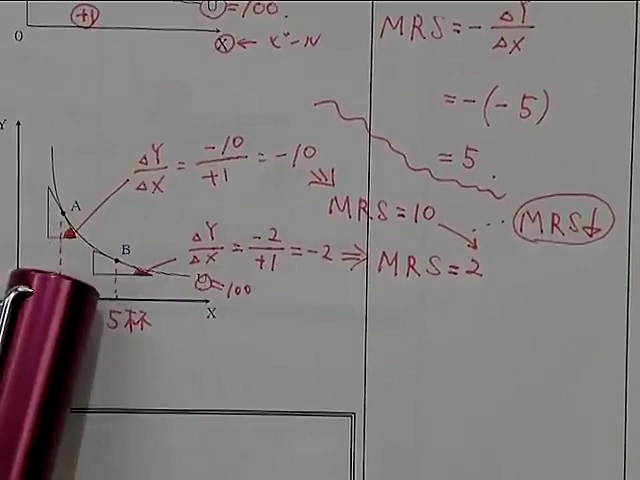 U=100.
+1
0
X ← ビール
MRS = - ΔY/ΔX
= -(-5)
= 5.
Y
ΔY/ΔX = -10/+1 = -10
⇒ MRS = 10
∴ MRS↓
A
B
ΔY/ΔX = -2/+1 = -2 ⇒ MRS = 2
U=100
X
5杯